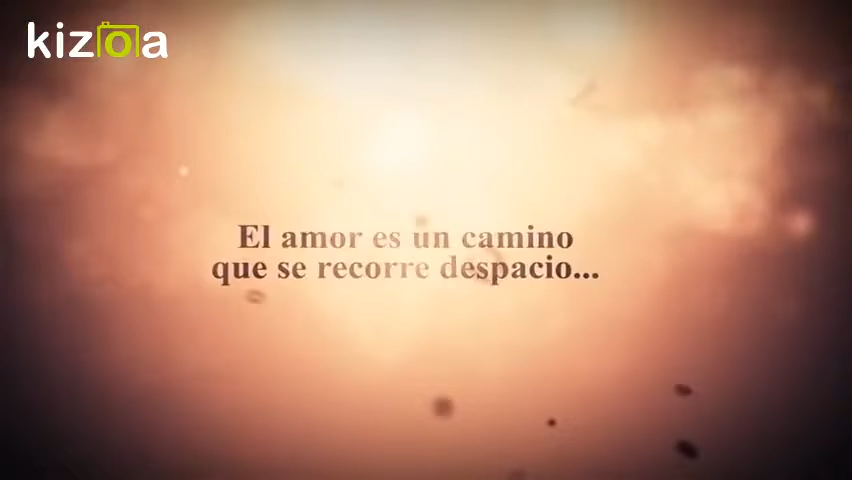 kizoa
El amor es un camino
que se recorre despacio...